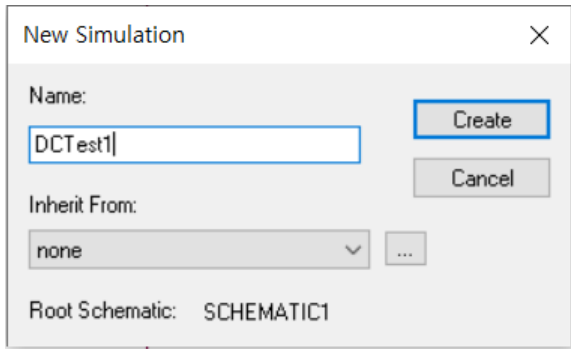 New Simulation
Name:
DCTest1
Create
Cancel
Inherit From:
none
...
Root Schematic: SCHEMATIC1